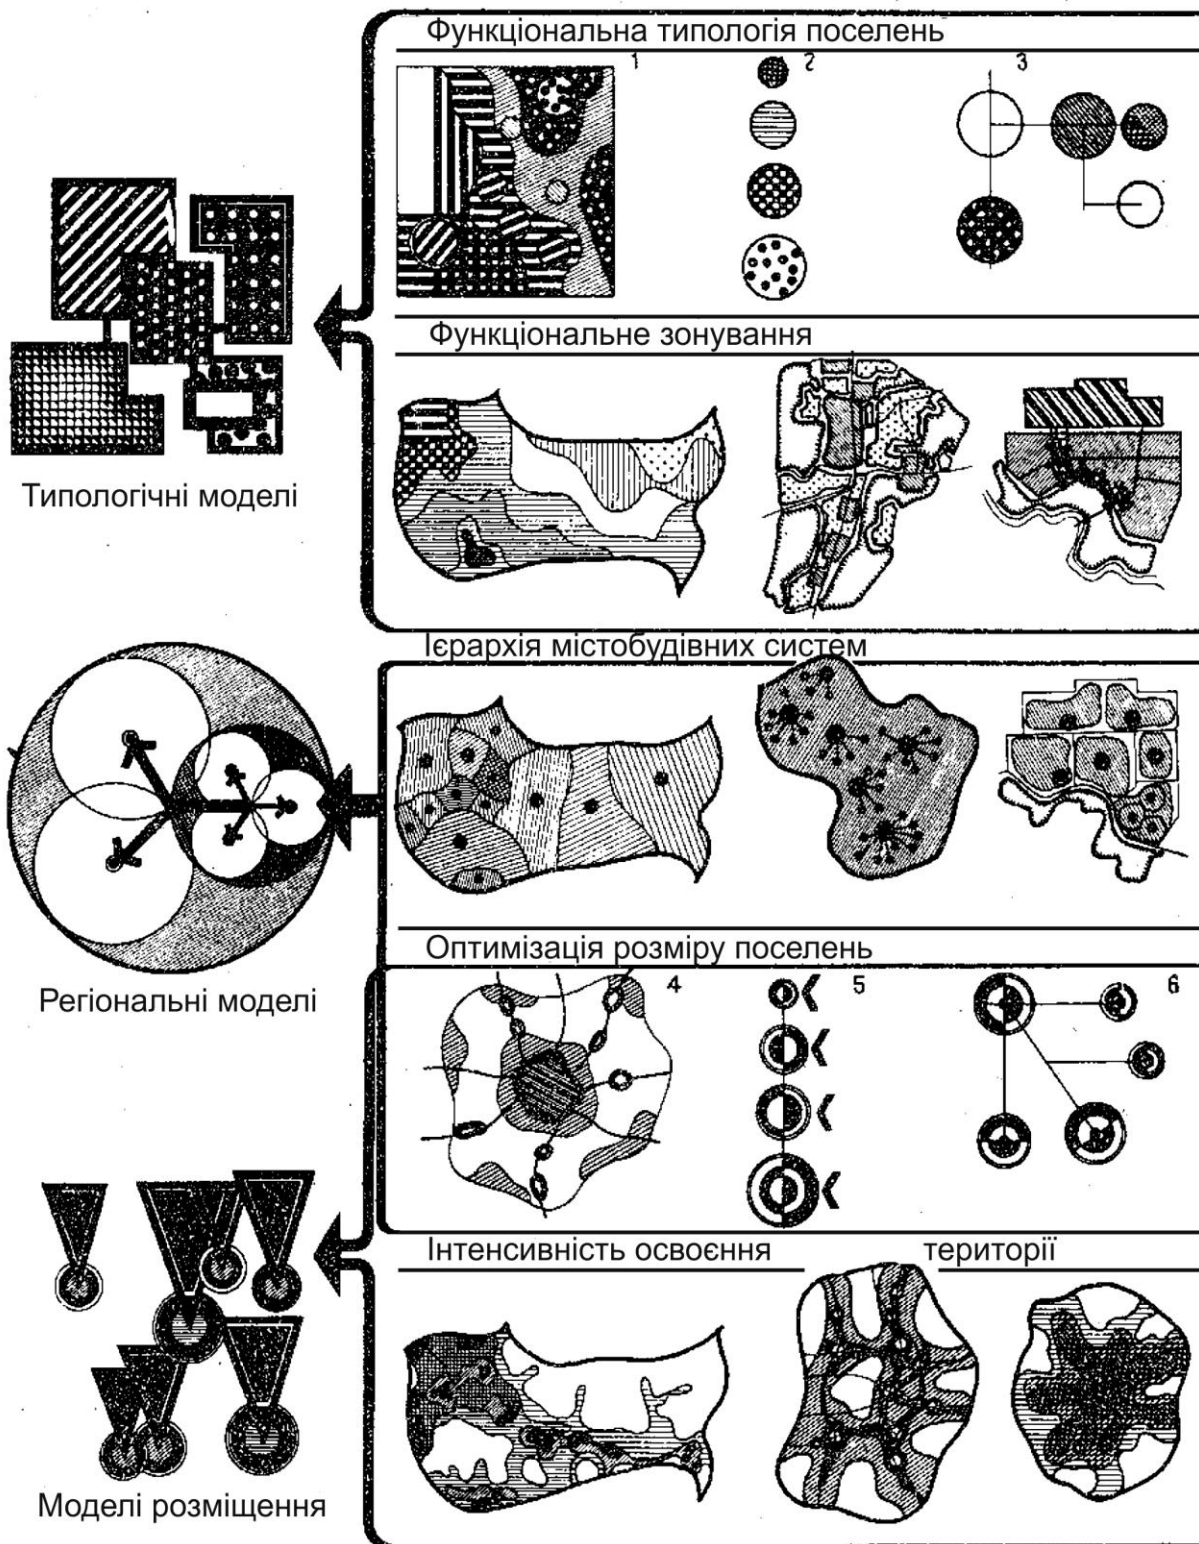 Функціональна типологія поселень
1 2 3
Функціональне зонування
Типологічні моделі
Ієрархія містобудівних систем
Оптимізація розміру поселень
4 5 6
Регіональні моделі
Інтенсивність освоєння території
Моделі розміщення